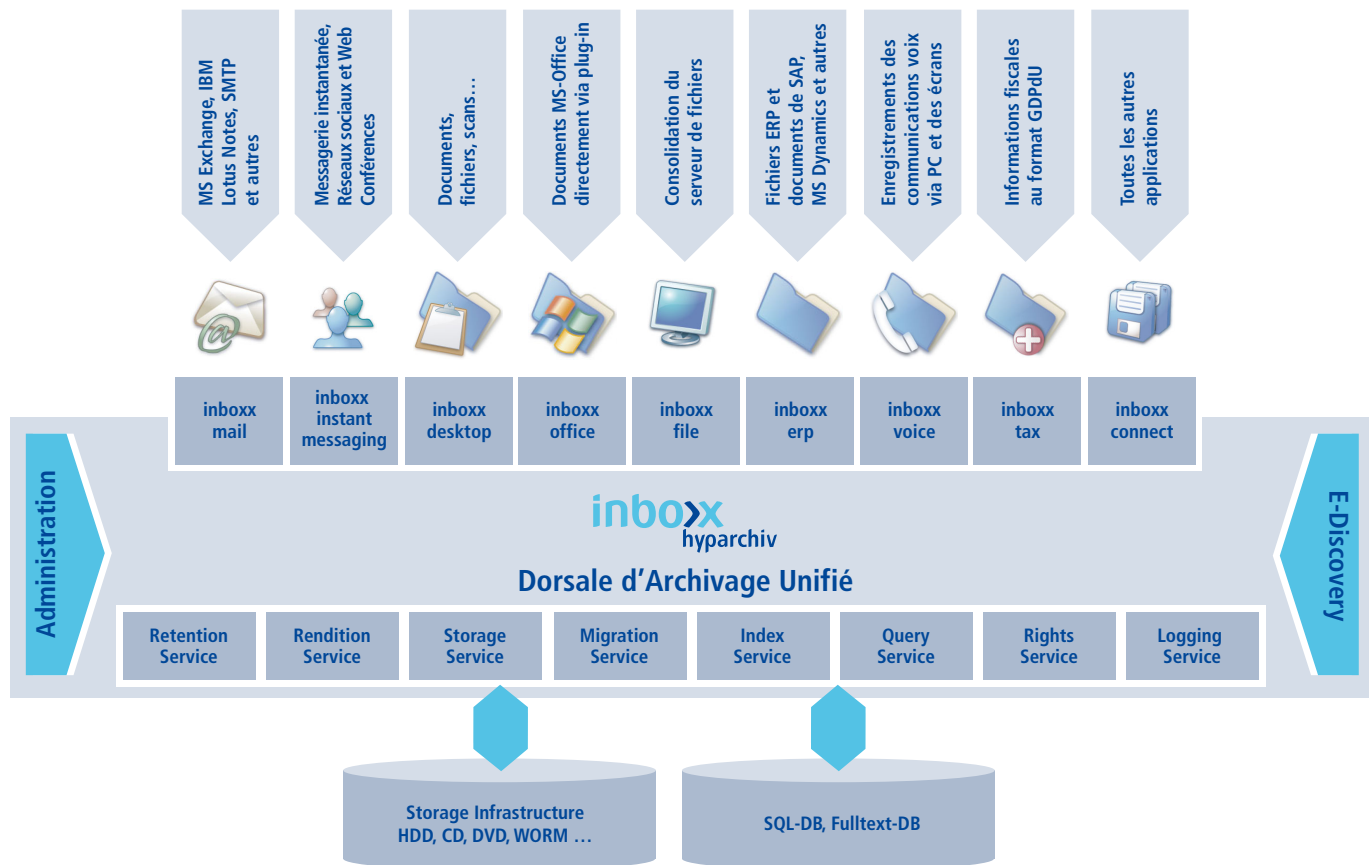 MS Exchange, IBM
Lotus Notes, SMTP
et autres
Messagerie instantanée,
Réseaux sociaux et Web
Conférences
Documents,
fichiers, scans…
Documents MS-Office
directement via plug-in
Consolidation du
serveur de fichiers
Fichiers ERP et
documents de SAP,
MS Dynamics et autres
Enregistrements des
communications voix
via PC et des écrans
Informations fiscales
au format GDPdU
Toutes les autres
applications
inboxx
mail
inboxx
instant
messaging
inboxx
desktop
inboxx
office
inboxx
file
inboxx
erp
inboxx
voice
inboxx
tax
inboxx
connect
Administration
inboxx
hyparchiv
Dorsale d’Archivage Unifié
E-Discovery
Retention
Service
Rendition
Service
Storage
Service
Migration
Service
Index
Service
Query
Service
Rights
Service
Logging
Service
Storage Infrastructure
HDD, CD, DVD, WORM …
SQL-DB, Fulltext-DB